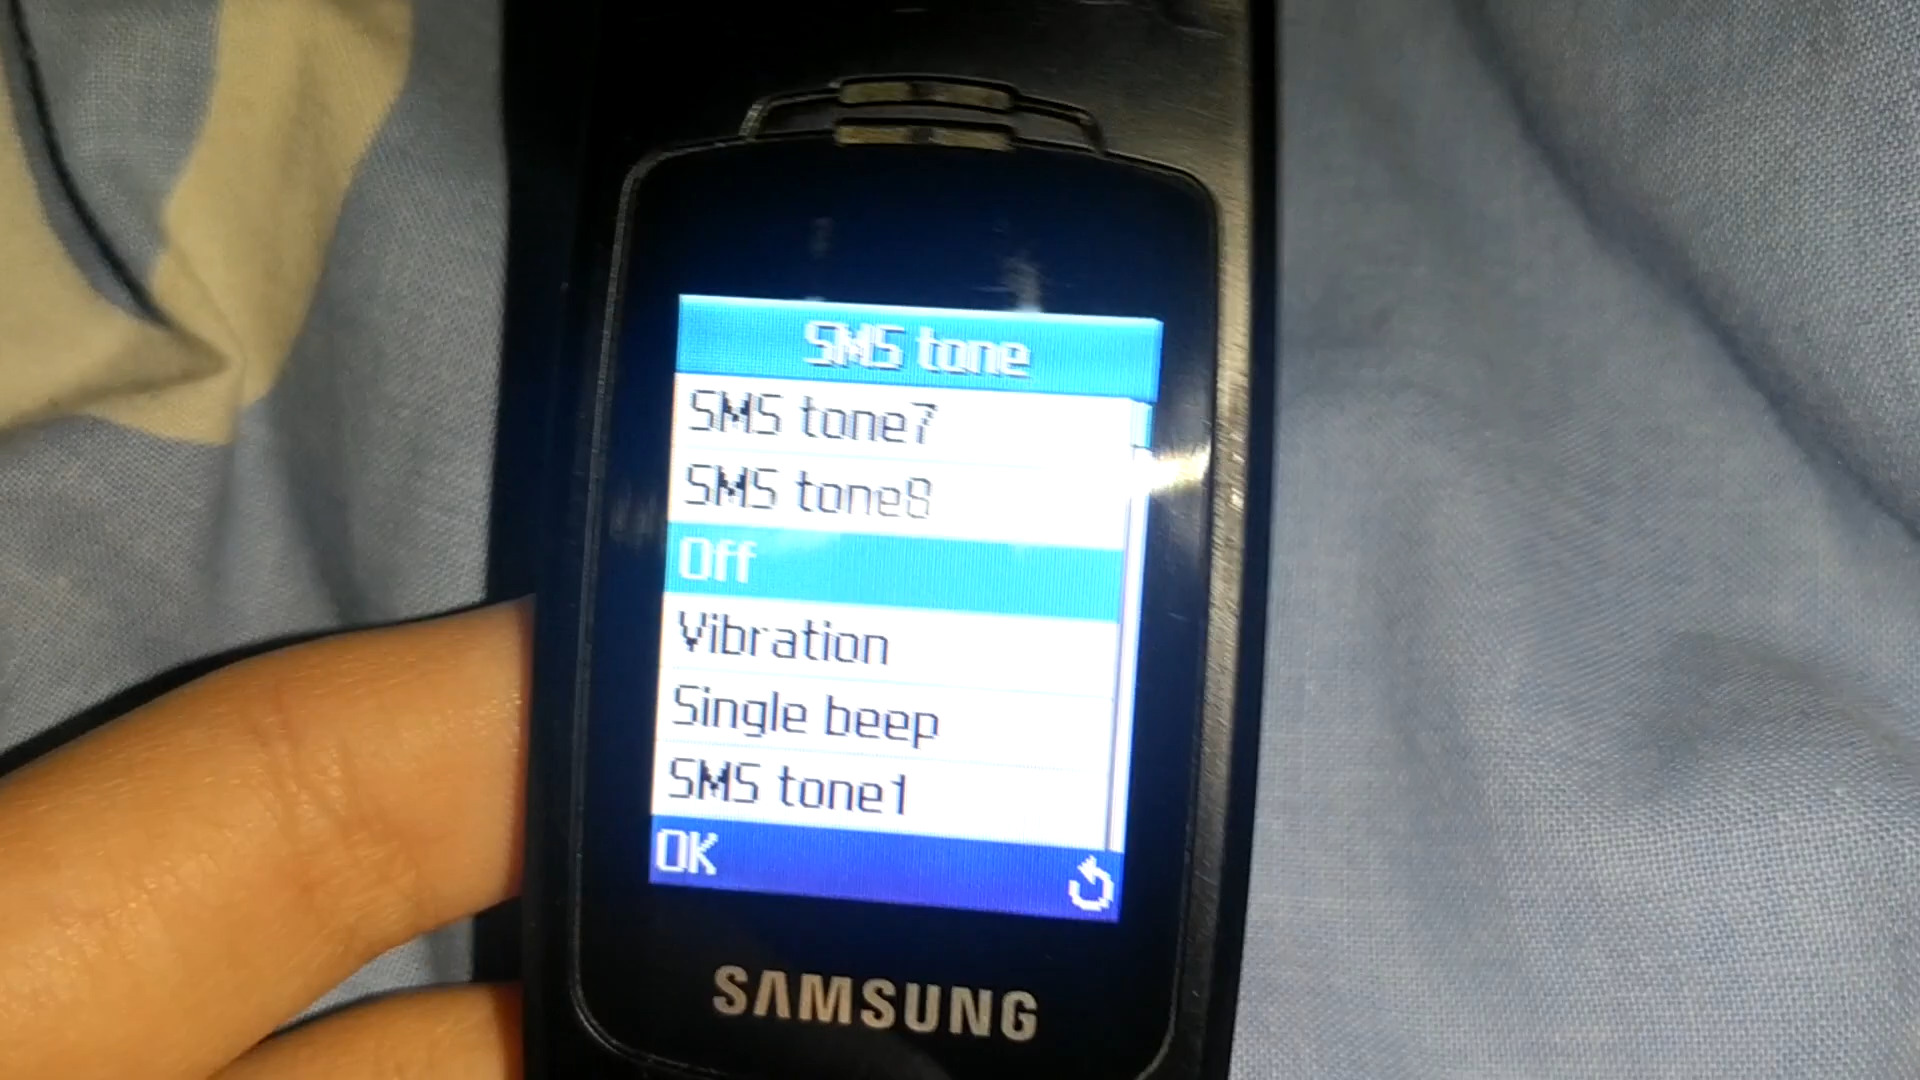 SMS tone
SMS tone7
SMS tone8
Off
Vibration
Single beep
SMS tone1
OK
SAMSUNG